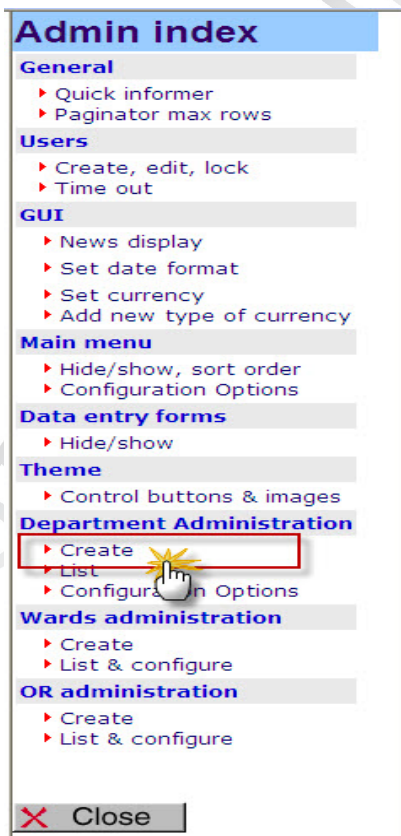 Admin index
General
Quick informer
Paginator max rows
Users
Create, edit, lock
Time out
GUI
News display
Set date format
Set currency
Add new type of currency
Main menu
Hide/show, sort order
Configuration Options
Data entry forms
Hide/show
Theme
Control buttons & images
Department Administration
Create
List
Configuration Options
Wards administration
Create
List & configure
OR administration
Create
List & configure
Close